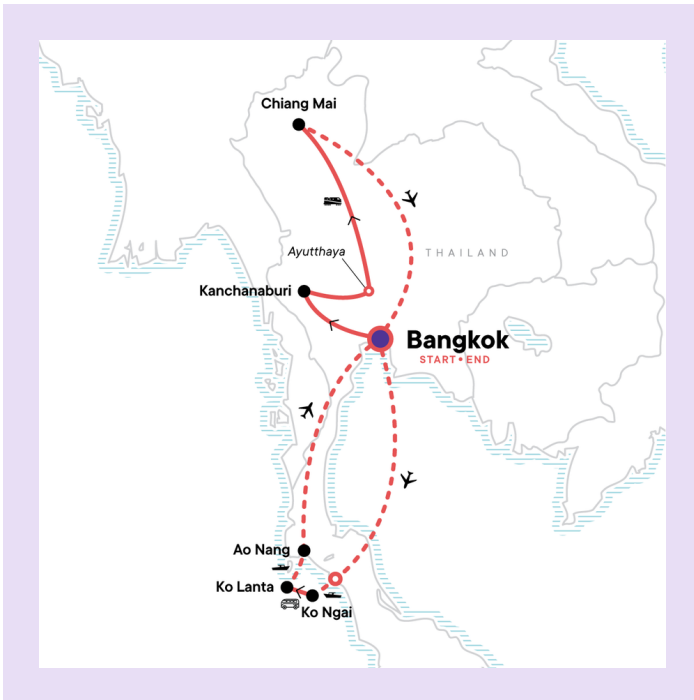 Chiang Mai
Ayutthaya
THAILAND
Kanchanaburi
Bangkok
START • END
Ao Nang
Ko Lanta
Ko Ngai